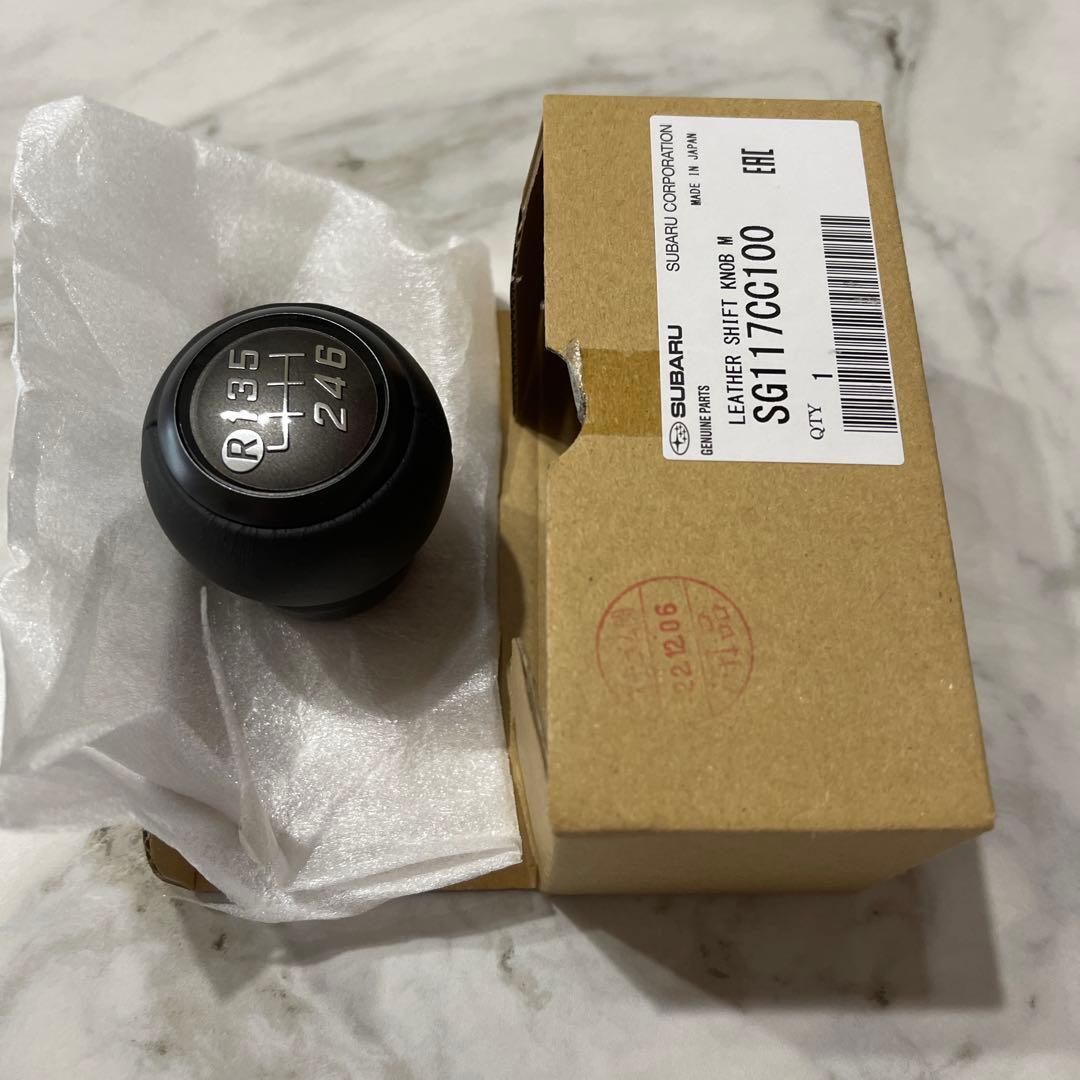 R 1 3 5
2 4 6
SUBARU
SUBARU CORPORATION
GENUINE PARTS
MADE IN JAPAN
LEATHER SHIFT KNOB M
SG117CC100
EAC
QTY 1
22.12.06